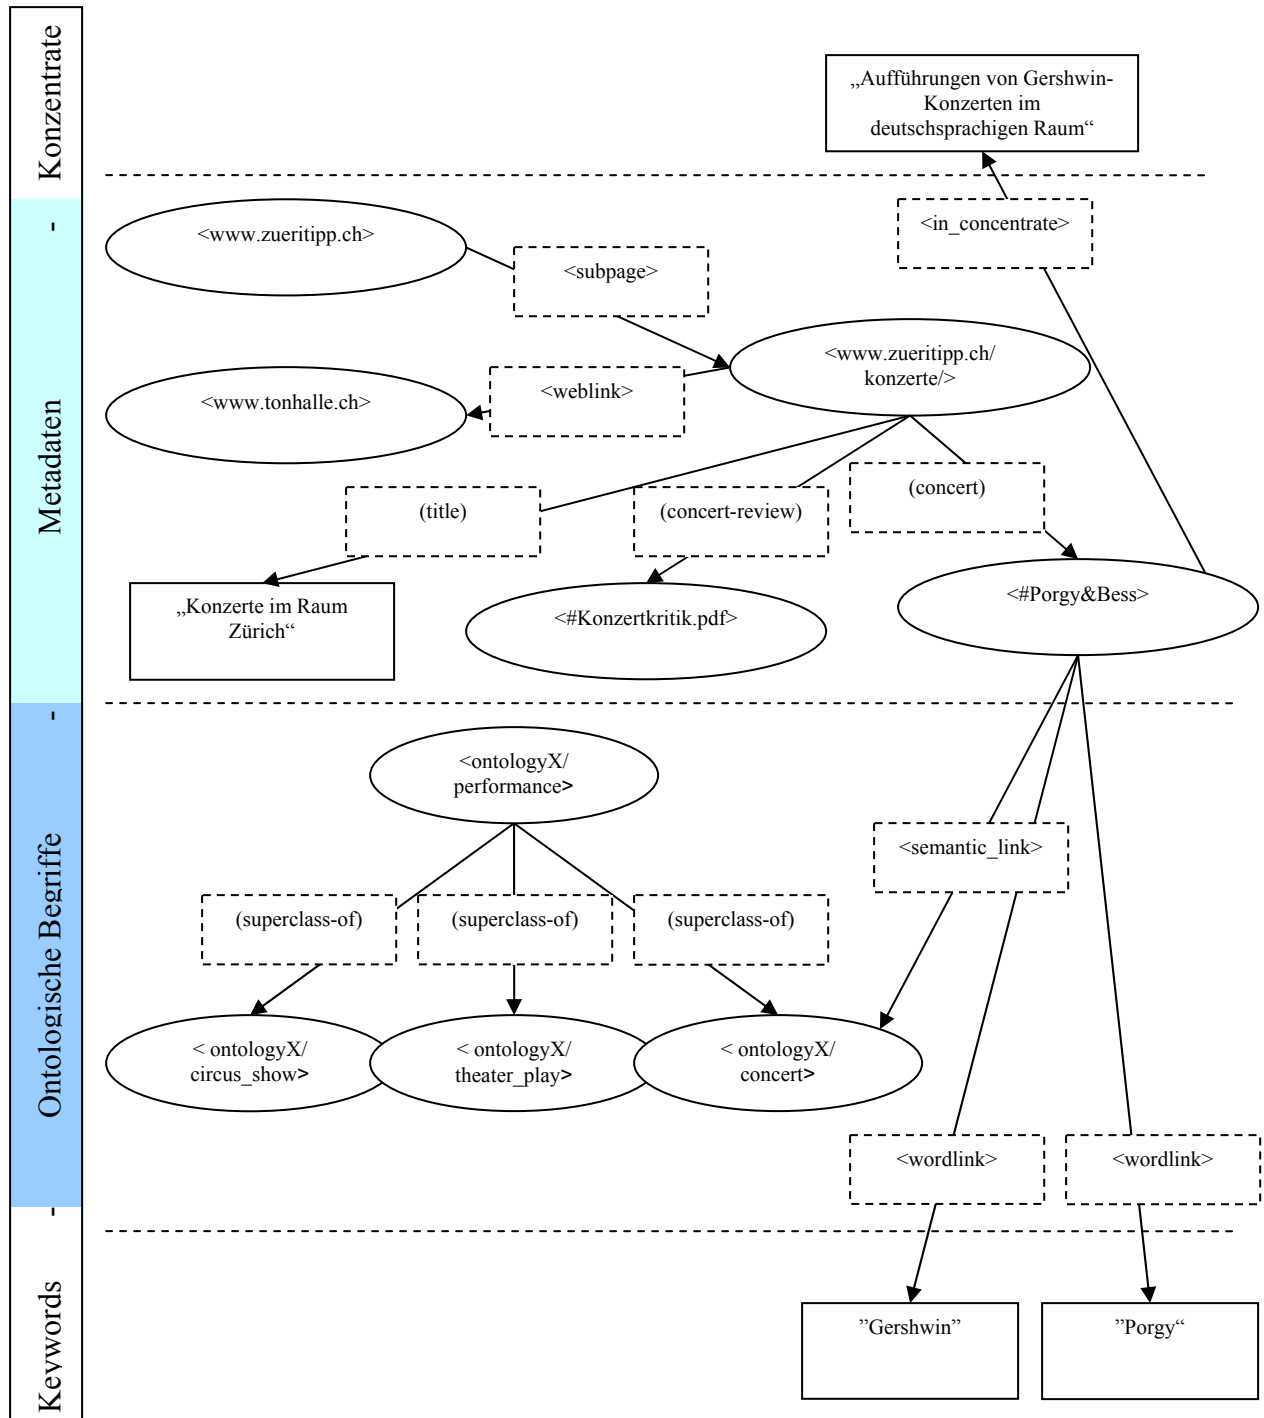 Konzentrate
„Aufführungen von Gershwin-
Konzerten im
deutschsprachigen Raum“
-
Metadaten
<www.zueritipp.ch>
<in_concentrate>
<subpage>
<www.zueritipp.ch/
konzerte/>
<weblink>
<www.tonhalle.ch>
(title)
(concert-review)
(concert)
„Konzerte im Raum
Zürich“
<#Konzertkritik.pdf>
<#Porgy&Bess>
-
Ontologische Begriffe
<ontologyX/
performance>
<semantic_link>
(superclass-of)
(superclass-of)
(superclass-of)
< ontologyX/
circus_show>
< ontologyX/
theater_play>
< ontologyX/
concert>
<wordlink>
<wordlink>
-
Keywords
”Gershwin”
”Porgy“